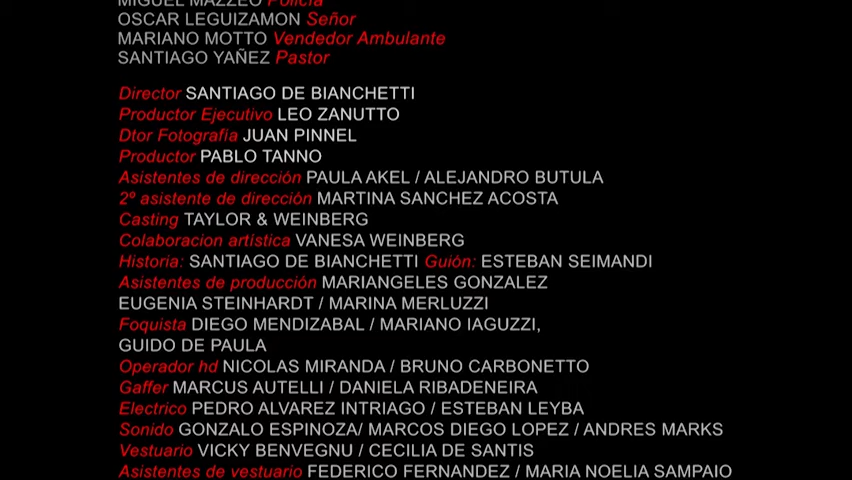 MIGUEL MAZZEO Policía
OSCAR LEGUIZAMON Señor
MARIANO MOTTO Vendedor Ambulante
SANTIAGO YAÑEZ Pastor
Director SANTIAGO DE BIANCHETTI
Productor Ejecutivo LEO ZANUTTO
Dtor Fotografía JUAN PINNEL
Productor PABLO TANNO
Asistentes de dirección PAULA AKEL / ALEJANDRO BUTULA
2º asistente de dirección MARTINA SANCHEZ ACOSTA
Casting TAYLOR & WEINBERG
Colaboracion artística VANESA WEINBERG
Historia: SANTIAGO DE BIANCHETTI Guión: ESTEBAN SEIMANDI
Asistentes de producción MARIANGELES GONZALEZ
EUGENIA STEINHARDT / MARINA MERLUZZI
Foquista DIEGO MENDIZABAL / MARIANO IAGUZZI,
GUIDO DE PAULA
Operador hd NICOLAS MIRANDA / BRUNO CARBONETTO
Gaffer MARCUS AUTELLI / DANIELA RIBADENEIRA
Electrico PEDRO ALVAREZ INTRIAGO / ESTEBAN LEYBA
Sonido GONZALO ESPINOZA/ MARCOS DIEGO LOPEZ / ANDRES MARKS
Vestuario VICKY BENVEGNU / CECILIA DE SANTIS
Asistentes de vestuario FEDERICO FERNANDEZ / MARIA NOELIA SAMPAIO